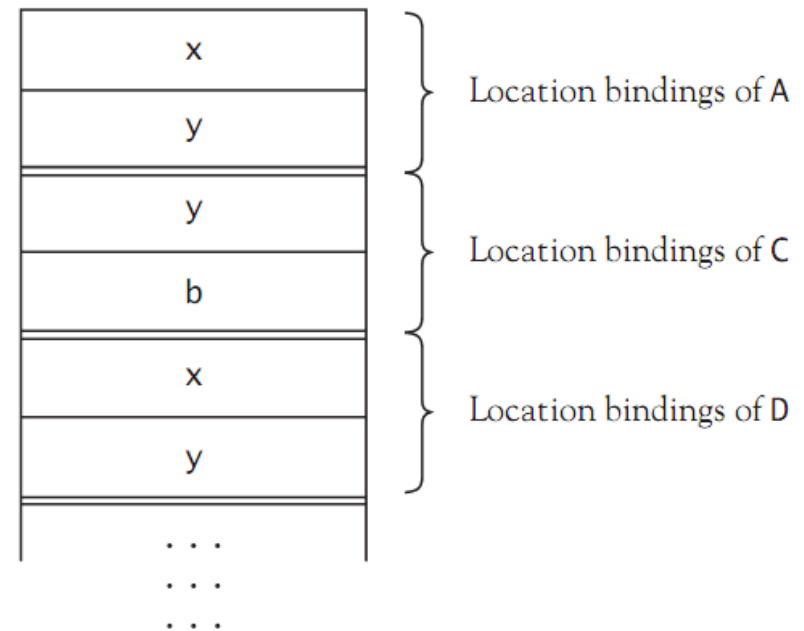 x
Location bindings of A
y
y
Location bindings of C
b
x
Location bindings of D
y
. . .
. . .
. . .